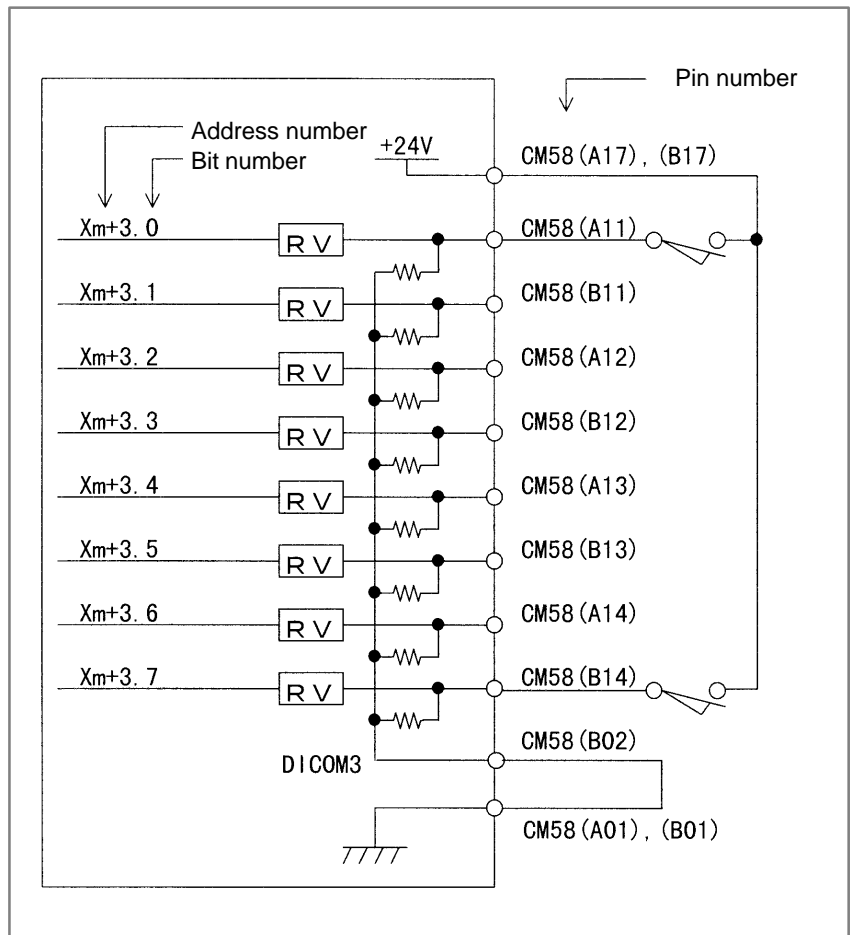 Pin number
Address number
Bit number
+24V
CM58(A17), (B17)
Xm+3.0
RV
CM58(A11)
Xm+3.1
RV
CM58(B11)
Xm+3.2
RV
CM58(A12)
Xm+3.3
RV
CM58(B12)
Xm+3.4
RV
CM58(A13)
Xm+3.5
RV
CM58(B13)
Xm+3.6
RV
CM58(A14)
Xm+3.7
RV
CM58(B14)
CM58(B02)
DICOM3
CM58(A01), (B01)